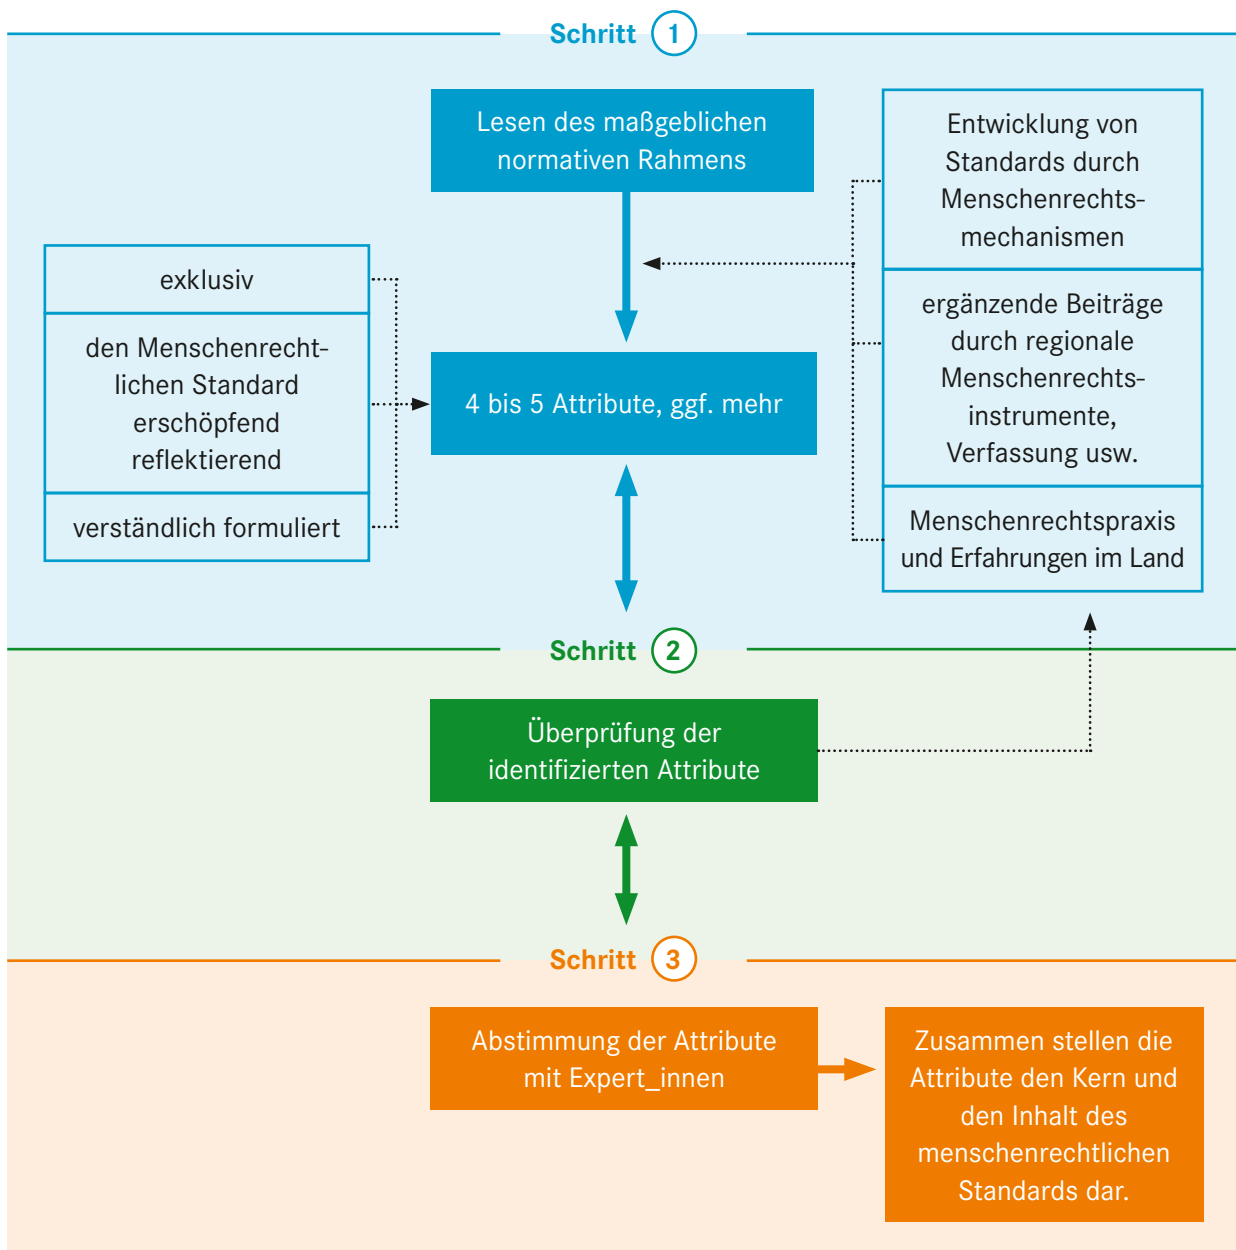 Schritt 1
Lesen des maßgeblichen
normativen Rahmens
Entwicklung von
Standards durch
Menschenrechts-
mechanismen
ergänzende Beiträge
durch regionale
Menschenrechts-
instrumente,
Verfassung usw.
Menschenrechtspraxis
und Erfahrungen im Land
exklusiv
den Menschenrecht-
lichen Standard
erschöpfend
reflektierend
verständlich formuliert
4 bis 5 Attribute, ggf. mehr
Schritt 2
Überprüfung der
identifizierten Attribute
Schritt 3
Abstimmung der Attribute
mit Expert_innen
Zusammen stellen die
Attribute den Kern und
den Inhalt des
menschenrechtlichen
Standards dar.